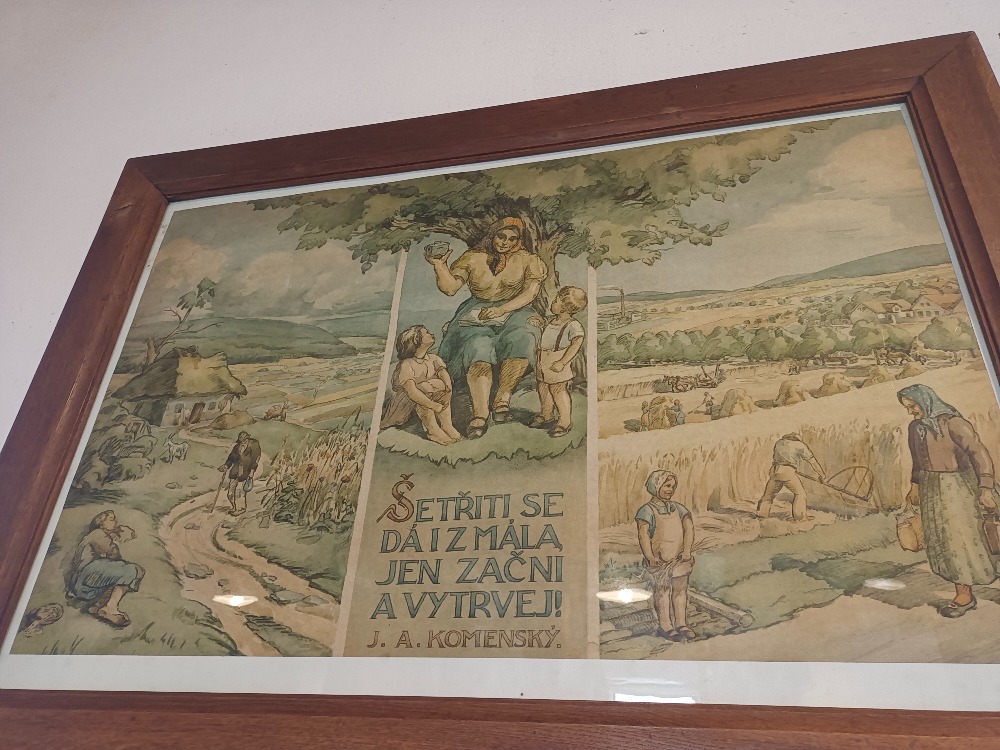 ŠETŘITI SE
DÁ I Z MÁLA,
JEN ZAČNI
A VYTRVEJ!
J. A. KOMENSKÝ.